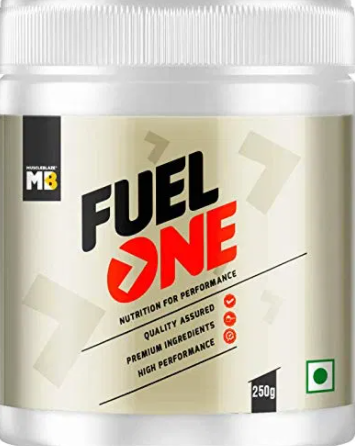 MUSCLEBLAZE
MB
FUEL
ONE
NUTRITION FOR PERFORMANCE
QUALITY ASSURED
PREMIUM INGREDIENTS
HIGH PERFORMANCE
250g